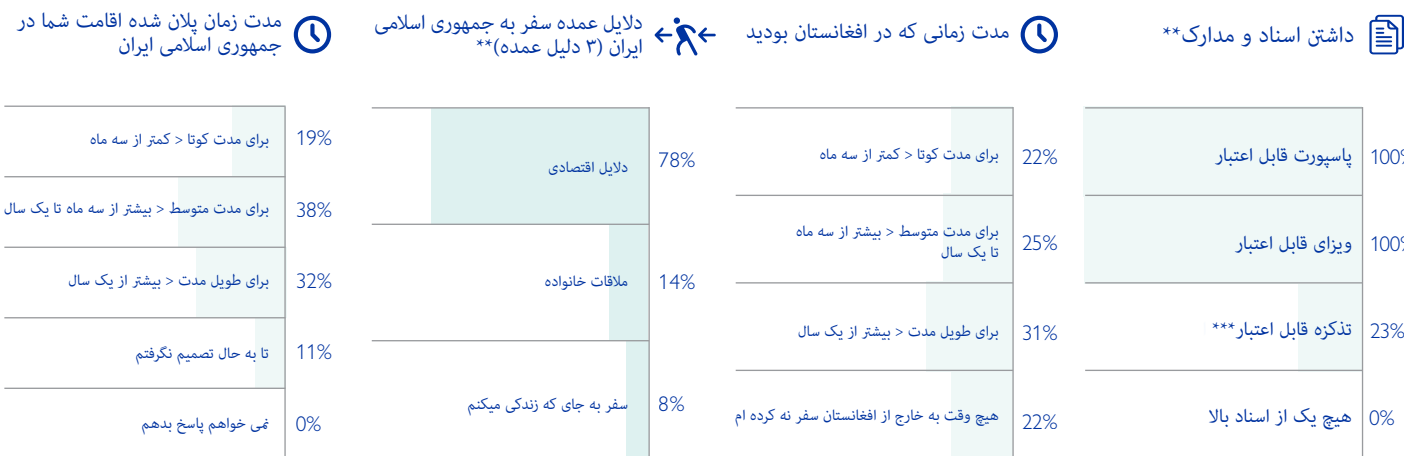 داشتن اسناد و مدارک**
پاسپورت قابل اعتبار
100%
ویزای قابل اعتبار
100%
تذکزه قابل اعتبار***
23%
هیچ یک از اسناد بالا
0%
مدت زمانی که در افغانستان بودید
برای مدت کوتا < کمتر از سه ماه
22%
برای مدت متوسط < بیشتر از سه ماه
تا یک سال
25%
برای طویل مدت < بیشتر از یک سال
31%
هیچ وقت به خارج از افغانستان سفر نه کرده ام
22%
دلایل عمده سفر به جمهوری اسلامی
ایران (۳ دلیل عمده)**
دلایل اقتصادی
78%
ملاقات خانواده
14%
سفر به جای که زندکی میکنم
8%
مدت زمان پلان شده اقامت شما در
جمهوری اسلامی ایران
برای مدت کوتا < کمتر از سه ماه
19%
برای مدت متوسط < بیشتر از سه ماه تا یک سال
38%
برای طویل مدت < بیشتر از یک سال
32%
تا به حال تصمیم نگرفتم
11%
نمی خواهم پاسخ بدهم
0%